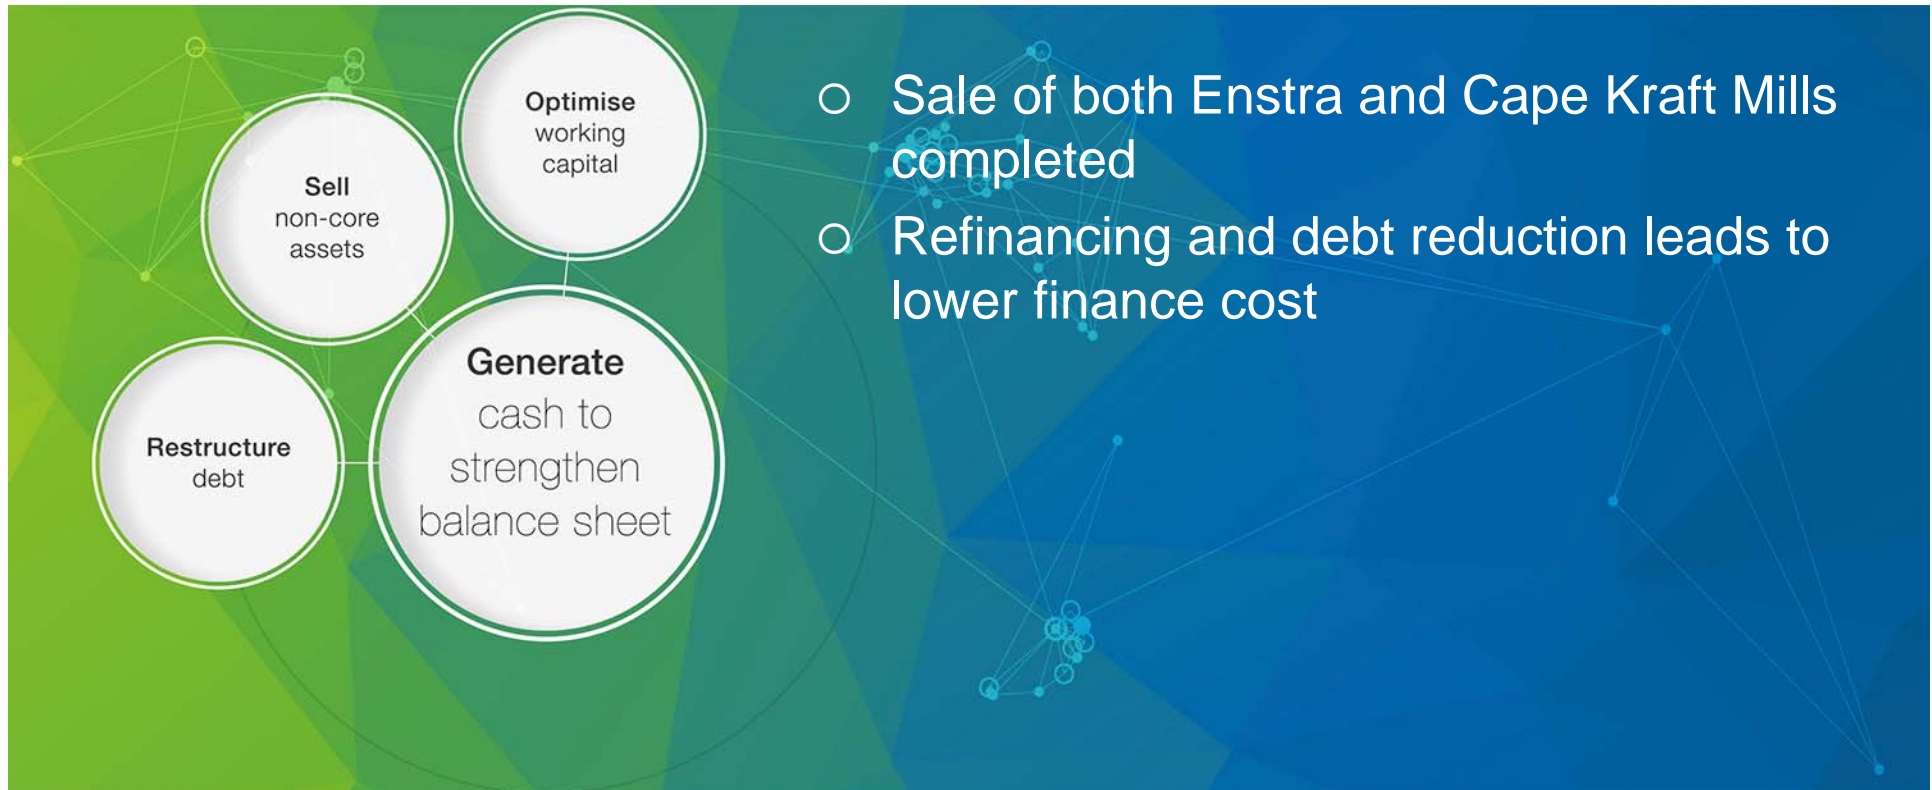 Optimise
working
capital
Sell
non-core
assets
Restructure
debt
Generate
cash to
strengthen
balance sheet
○ Sale of both Enstra and Cape Kraft Mills
completed
○ Refinancing and debt reduction leads to
lower finance cost